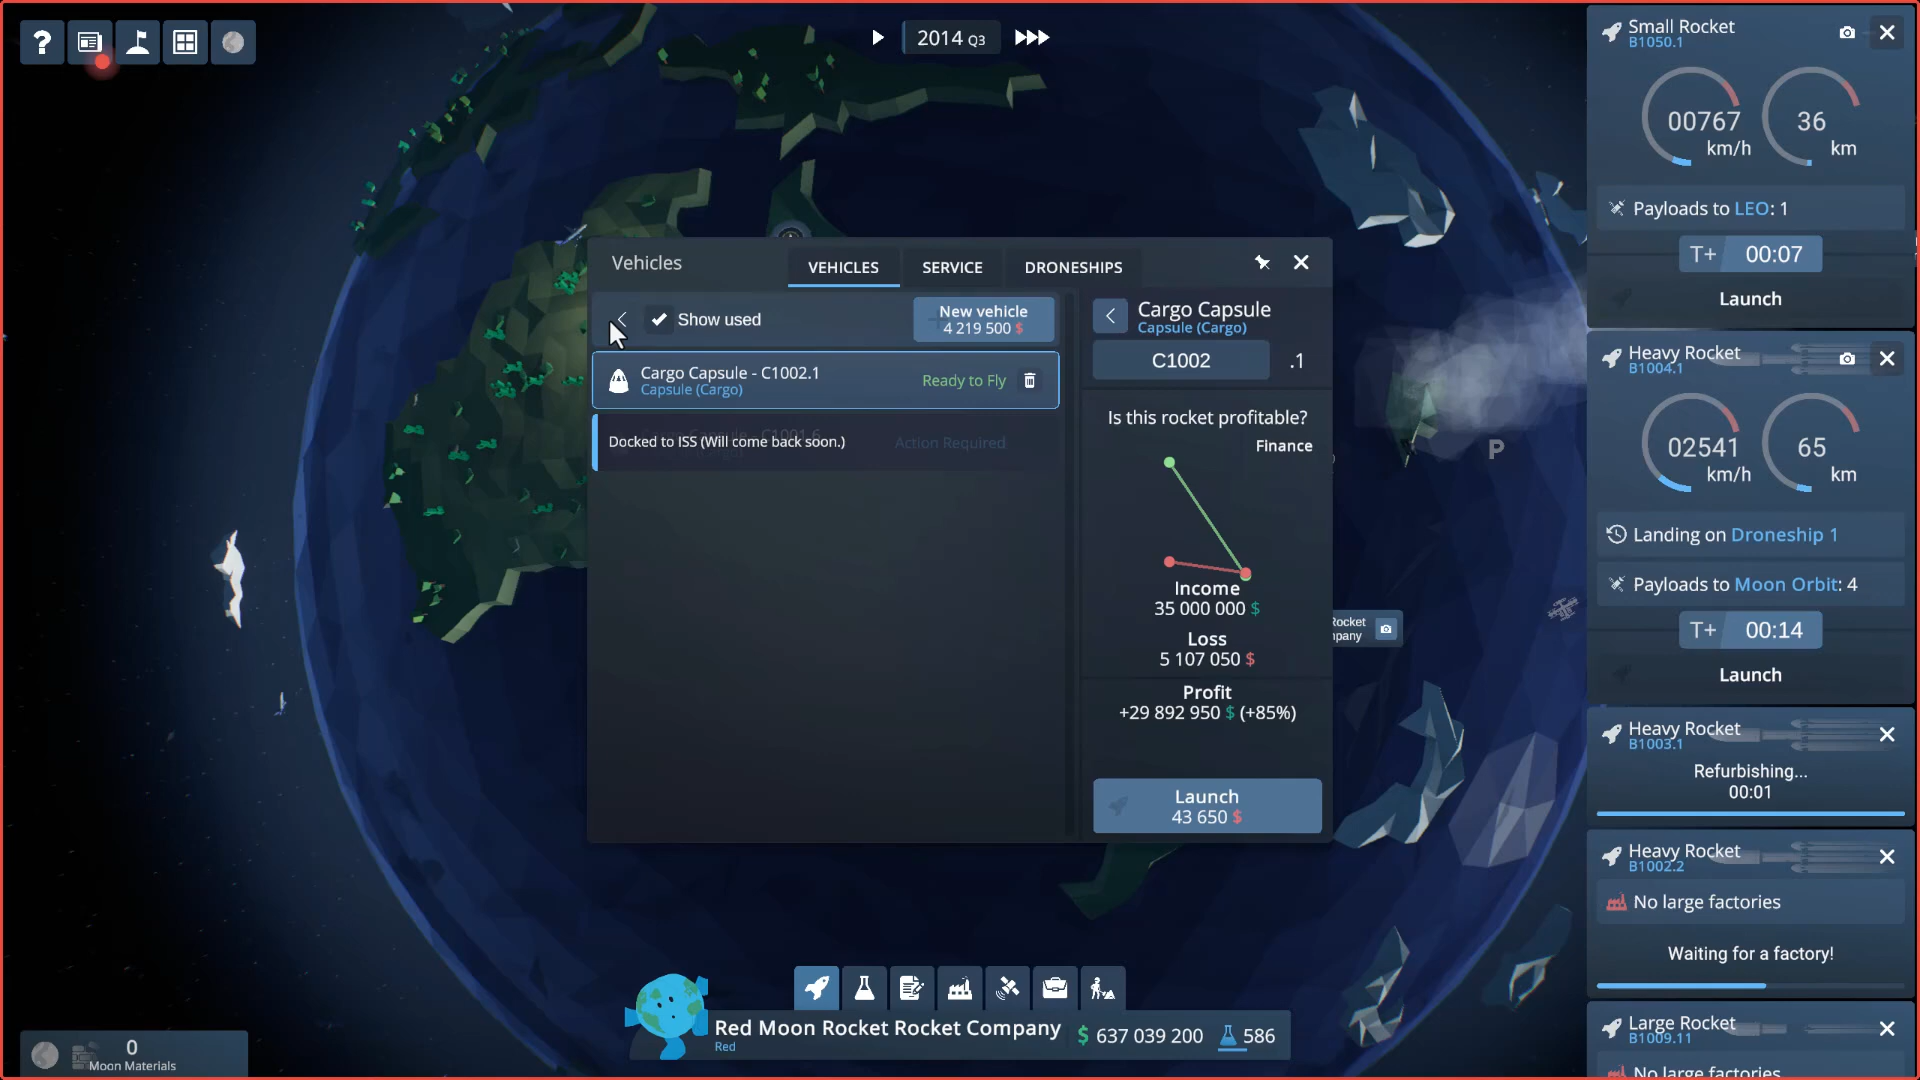 2014 Q3
Vehicles
VEHICLES
SERVICE
DRONESHIPS
Show used
New vehicle
4 219 500 $
Cargo Capsule - C1002.1
Capsule (Cargo)
Ready to Fly
Docked to ISS (Will come back soon.)
Action Required
Cargo Capsule
Capsule (Cargo)
C1002 .1
Is this rocket profitable?
Finance
Income
35 000 000 $
Loss
5 107 050 $
Profit
+29 892 950 $ (+85%)
Launch
43 650 $
P
Small Rocket
B1050.1
00767 km/h
36 km
Payloads to LEO: 1
T+ 00:07
Launch
Heavy Rocket
B1004.1
02541 km/h
65 km
Landing on Droneship 1
Payloads to Moon Orbit: 4
T+ 00:14
Launch
Heavy Rocket
B1003.1
Refurbishing...
00:01
Heavy Rocket
B1002.2
No large factories
Waiting for a factory!
Large Rocket
B1009.11
No large factories
Red Moon Rocket Rocket Company
Red
$ 637 039 200
586
0
Moon Materials